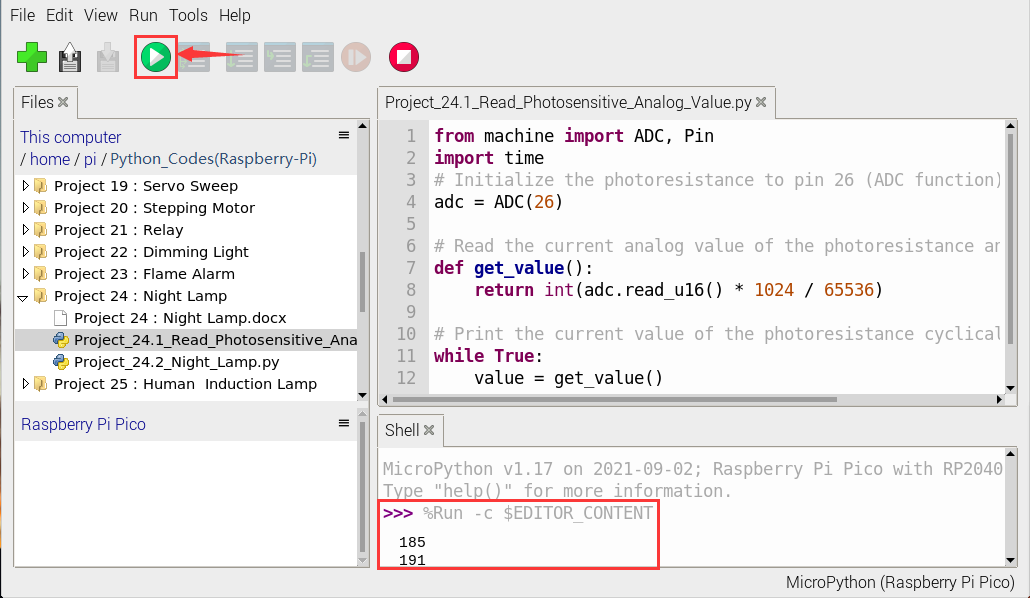 File Edit View Run Tools Help
Files
This computer
/ home / pi / Python_Codes(Raspberry-Pi)
Project 19 : Servo Sweep
Project 20 : Stepping Motor
Project 21 : Relay
Project 22 : Dimming Light
Project 23 : Flame Alarm
Project 24 : Night Lamp
Project 24 : Night Lamp.docx
Project_24.1_Read_Photosensitive_Ana
Project_24.2_Night_Lamp.py
Project 25 : Human  Induction Lamp
Raspberry Pi Pico
Project_24.1_Read_Photosensitive_Analog_Value.py
1 from machine import ADC, Pin
2 import time
3 # Initialize the photoresistance to pin 26 (ADC function)
4 adc = ADC(26)
5
6 # Read the current analog value of the photoresistance an
7 def get_value():
8     return int(adc.read_u16() * 1024 / 65536)
9
10 # Print the current value of the photoresistance cyclical
11 while True:
12     value = get_value()
Shell
MicroPython v1.17 on 2021-09-02; Raspberry Pi Pico with RP2040
Type "help()" for more information.
>>> %Run -c $EDITOR_CONTENT
185
191
MicroPython (Raspberry Pi Pico)